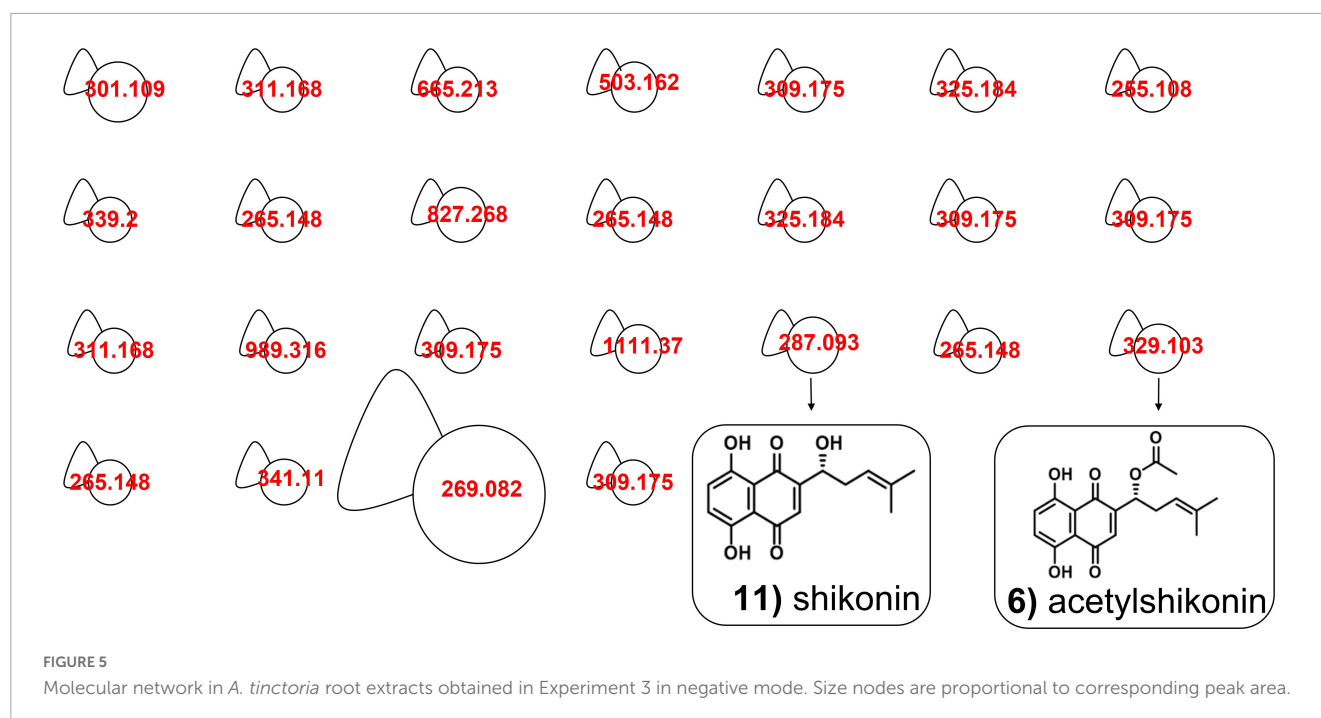 301.109 311.168 665.213 503.162 309.175 325.184 255.108
339.2 265.148 827.268 265.148 325.184 309.175 309.175
311.168 989.316 309.175 1111.37 287.093 265.148 329.103
265.148 341.11 269.082 309.175
OH O OH
OH O
11) shikonin
O
O
OH O
OH O
6) acetylshikonin
FIGURE 5
Molecular network in A. tinctoria root extracts obtained in Experiment 3 in negative mode. Size nodes are proportional to corresponding peak area.